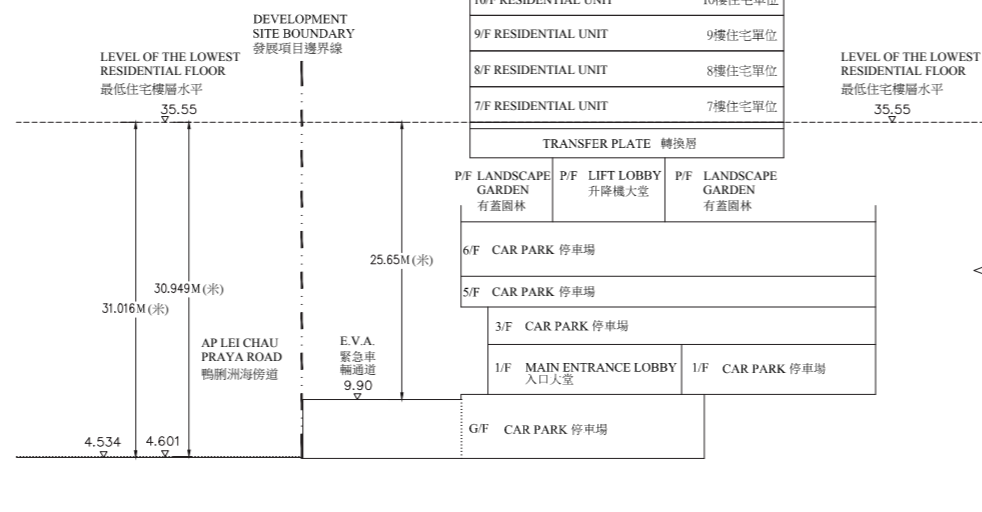 10/F RESIDENTIAL UNIT 10樓住宅單位
DEVELOPMENT
SITE BOUNDARY
發展項目邊界線
9/F RESIDENTIAL UNIT 9樓住宅單位
LEVEL OF THE LOWEST
RESIDENTIAL FLOOR
最低住宅樓層水平
35.55
8/F RESIDENTIAL UNIT 8樓住宅單位
7/F RESIDENTIAL UNIT 7樓住宅單位
LEVEL OF THE LOWEST
RESIDENTIAL FLOOR
最低住宅樓層水平
35.55
TRANSFER PLATE 轉換層
P/F LANDSCAPE
GARDEN
有蓋園林
P/F LIFT LOBBY
升降機大堂
P/F LANDSCAPE
GARDEN
有蓋園林
6/F CAR PARK 停車場
25.65M (米)
<
5/F CAR PARK 停車場
30.949M (米)
31.016M (米)
3/F CAR PARK 停車場
AP LEI CHAU
PRAYA ROAD
鴨脷洲海傍道
E.V.A.
緊急車
輛通道
9.90
1/F MAIN ENTRANCE LOBBY
入口大堂
1/F CAR PARK 停車場
G/F CAR PARK 停車場
4.534 4.601